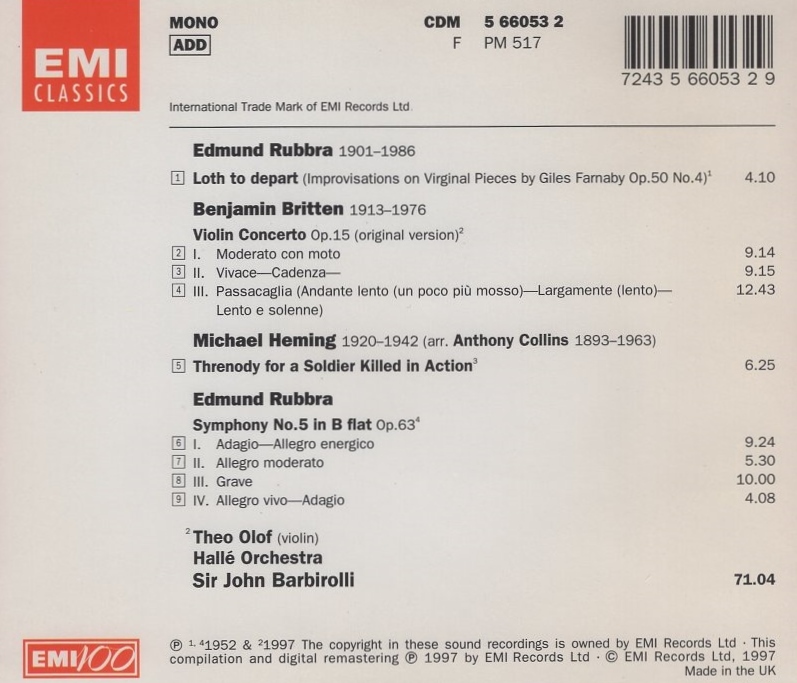 EMI
CLASSICS
MONO
ADD
CDM 5 66053 2
F PM 517
7243 5 66053 2 9
International Trade Mark of EMI Records Ltd
Edmund Rubbra 1901–1986
1 Loth to depart (Improvisations on Virginal Pieces by Giles Farnaby Op.50 No.4)¹ 4.10
Benjamin Britten 1913–1976
Violin Concerto Op.15 (original version)²
2 I. Moderato con moto 9.14
3 II. Vivace—Cadenza— 9.15
4 III. Passacaglia (Andante lento (un poco più mosso)—Largamente (lento)— 12.43
Lento e solenne)
Michael Heming 1920–1942 (arr. Anthony Collins 1893–1963)
5 Threnody for a Soldier Killed in Action³ 6.25
Edmund Rubbra
Symphony No.5 in B flat Op.63⁴
6 I. Adagio—Allegro energico 9.24
7 II. Allegro moderato 5.30
8 III. Grave 10.00
9 IV. Allegro vivo—Adagio 4.08
² Theo Olof (violin)
Hallé Orchestra
Sir John Barbirolli 71.04
EMI 100
℗ ¹· ⁴1952 & ²1997 The copyright in these sound recordings is owned by EMI Records Ltd · This
compilation and digital remastering ℗ 1997 by EMI Records Ltd · © EMI Records Ltd, 1997
Made in the UK